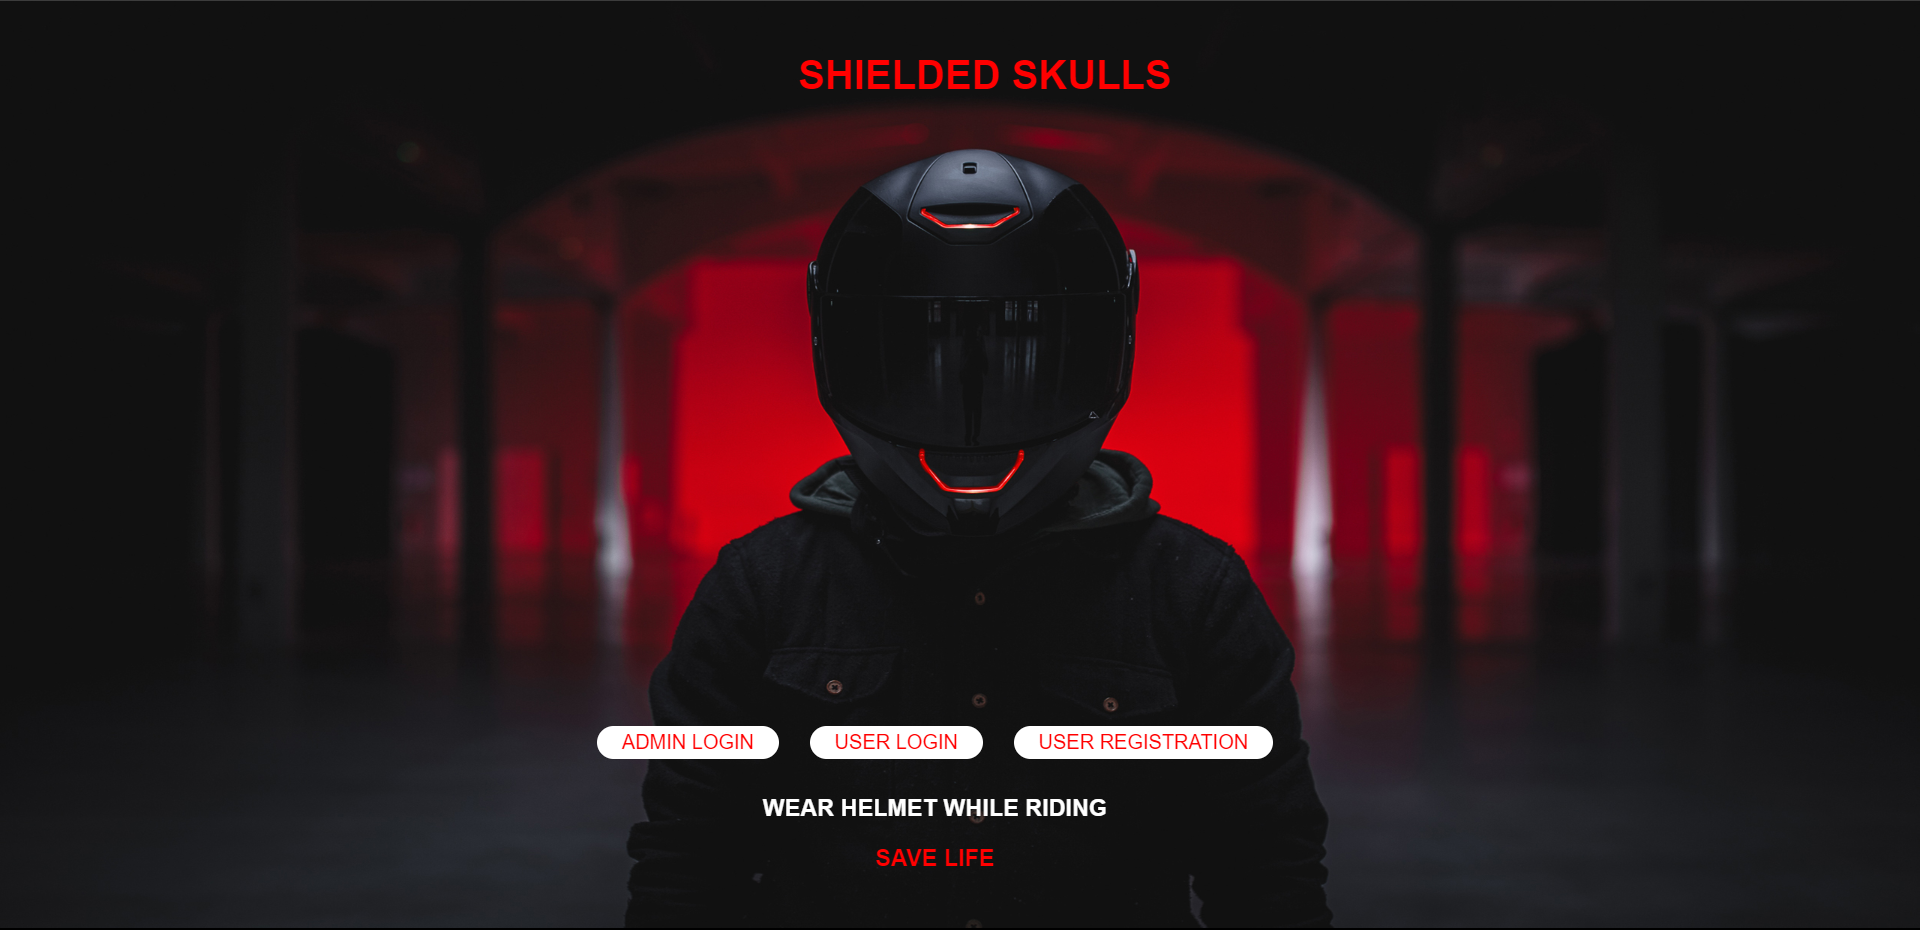 SHIELDED SKULLS
ADMIN LOGIN USER LOGIN USER REGISTRATION
WEAR HELMET WHILE RIDING
SAVE LIFE